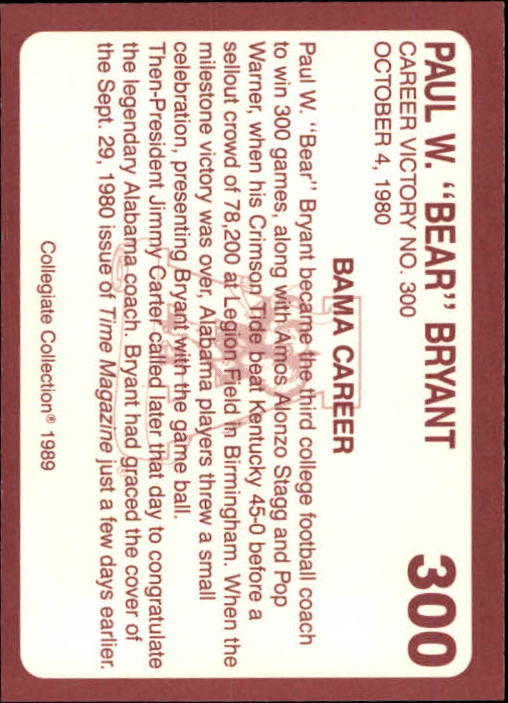 PAUL W. "BEAR" BRYANT 300
CAREER VICTORY NO. 300
OCTOBER 4, 1980
BAMA CAREER
Paul W. "Bear" Bryant became the third college football coach
to win 300 games, along with Amos Alonzo Stagg and Pop
Warner, when his Crimson Tide beat Kentucky 45-0 before a
sellout crowd of 78,200 at Legion Field in Birmingham. When the
milestone victory was over, Alabama players threw a small
celebration, presenting Bryant with the game ball.
Then-President Jimmy Carter called later that day to congratulate
the legendary Alabama coach. Bryant had graced the cover of
the Sept. 29, 1980 issue of Time Magazine just a few days earlier.
Collegiate Collection® 1989